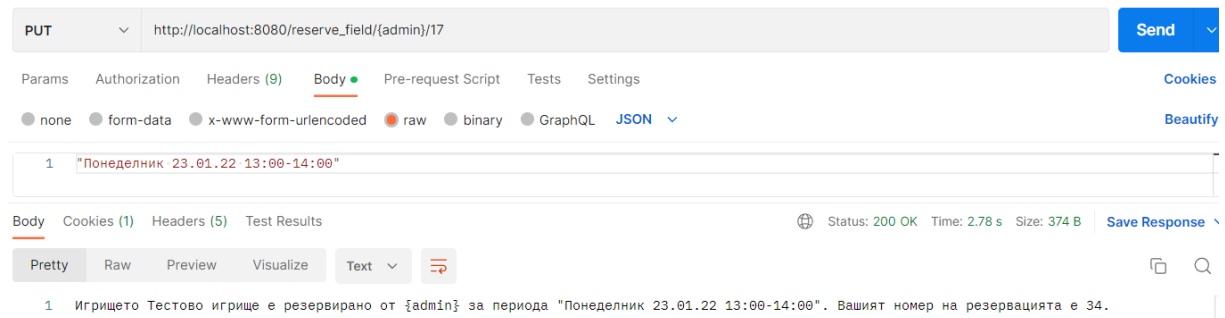 PUT http://localhost:8080/reserve_field/{admin}/17 Send
Params Authorization Headers (9) Body Pre-request Script Tests Settings Cookies
none form-data x-www-form-urlencoded raw binary GraphQL JSON Beautify
1 "Понеделник 23.01.22 13:00-14:00"
Body Cookies (1) Headers (5) Test Results Status: 200 OK Time: 2.78 s Size: 374 B Save Response
Pretty Raw Preview Visualize Text
1 Игрището Тестово игрище е резервирано от {admin} за периода "Понеделник 23.01.22 13:00-14:00". Вашият номер на резервацията е 34.